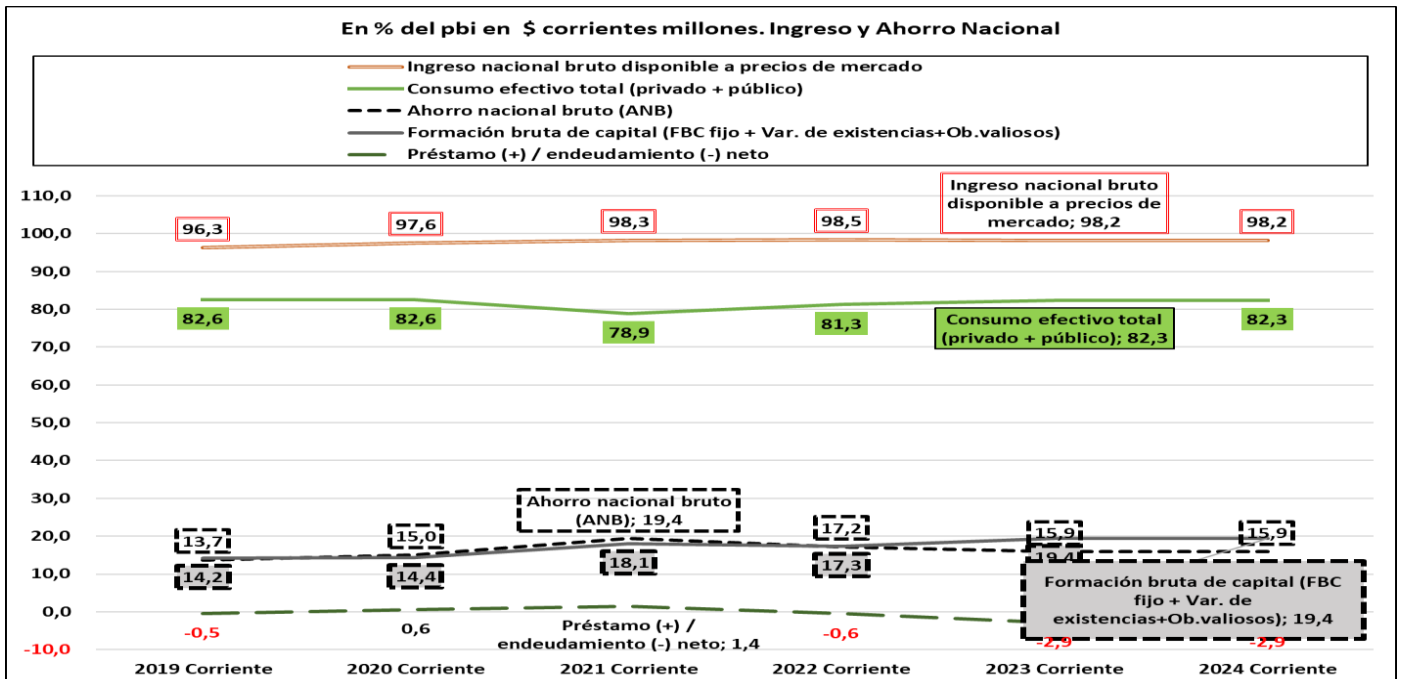 En % del pbi en $ corrientes millones. Ingreso y Ahorro Nacional
Ingreso nacional bruto disponible a precios de mercado
Consumo efectivo total (privado + público)
Ahorro nacional bruto (ANB)
Formación bruta de capital (FBC fijo + Var. de existencias+Ob.valiosos)
Préstamo (+) / endeudamiento (-) neto
110,0
100,0
90,0
80,0
70,0
60,0
50,0
40,0
30,0
20,0
10,0
0,0
-10,0
96,3
97,6
98,3
98,5
Ingreso nacional bruto
disponible a precios de
mercado; 98,2
98,2
82,6
82,6
78,9
81,3
Consumo efectivo total
(privado + público); 82,3
82,3
13,7
15,0
Ahorro nacional bruto
(ANB); 19,4
17,2
15,9
15,9
14,2
14,4
18,1
17,3
19,4
Formación bruta de capital (FBC
fijo + Var. de
existencias+Ob.valiosos); 19,4
-0,5
0,6
Préstamo (+) /
endeudamiento (-) neto; 1,4
-0,6
-2,9
-2,9
2019 Corriente
2020 Corriente
2021 Corriente
2022 Corriente
2023 Corriente
2024 Corriente